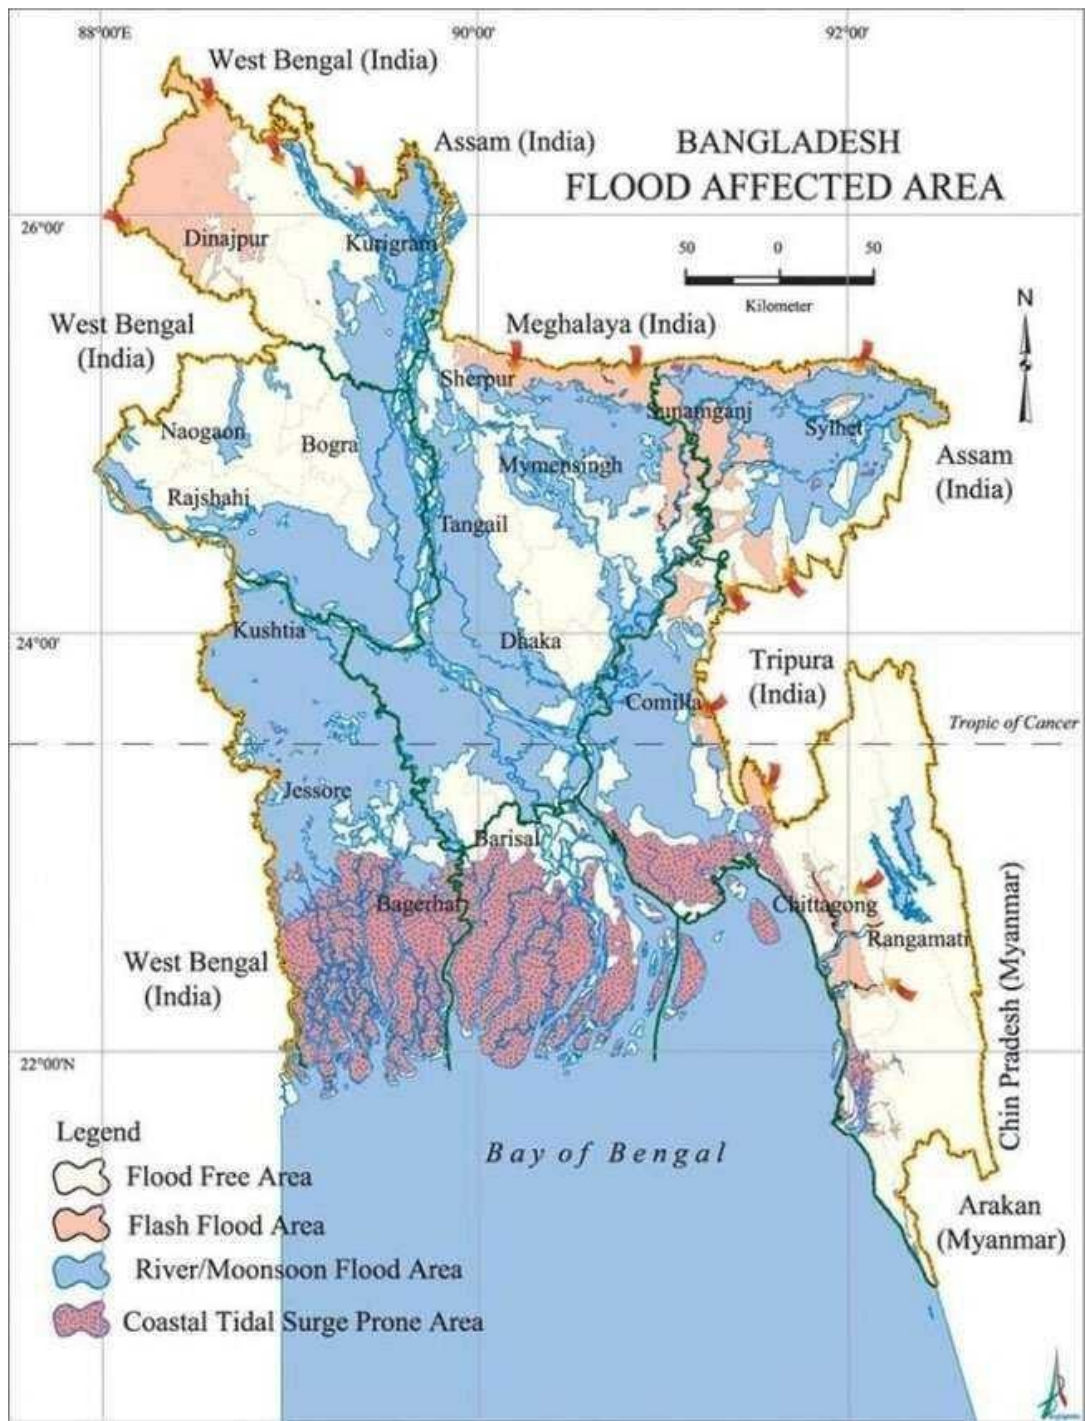 88°00'E
90°00'
92°00'
West Bengal (India)
Assam (India)
BANGLADESH
FLOOD AFFECTED AREA
26°00'
Dinajpur
Kurigram
50
0
50
Kilometer
N
West Bengal
(India)
Meghalaya (India)
Sherpur
Sunamganj
Sylhet
Naogaon
Bogra
Mymensingh
Assam
(India)
Rajshahi
Tangail
24°00'
Kushtia
Dhaka
Tripura
(India)
Comilla
Tropic of Cancer
Jessore
Barisal
Bagerhat
Chittagong
Rangamati
West Bengal
(India)
Chin Pradesh (Myanmar)
22°00'N
Legend
Bay of Bengal
Flood Free Area
Flash Flood Area
River/Moonsoon Flood Area
Coastal Tidal Surge Prone Area
Arakan
(Myanmar)